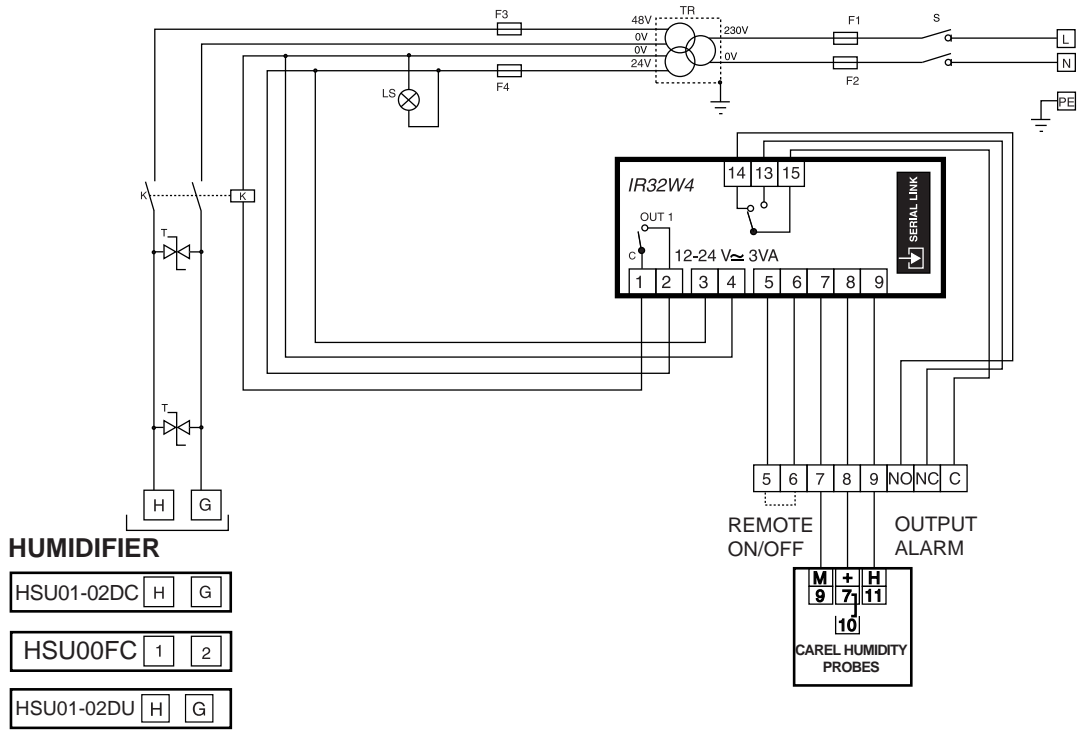 F3
TR
48V
0V
0V
24V
230V
0V
F1
S
L
F2
N
F4
LS
PE
IR32W4
14 13 15
SERIAL LINK
OUT 1
C
12-24 V≃ 3VA
1 2 3 4 5 6 7 8 9
K
K
T
T
5 6 7 8 9 NO NC C
REMOTE
ON/OFF
OUTPUT
ALARM
H G
HUMIDIFIER
HSU01-02DC H G
HSU00FC 1 2
HSU01-02DU H G
M + H
9 7 11
10
CAREL HUMIDITY
PROBES